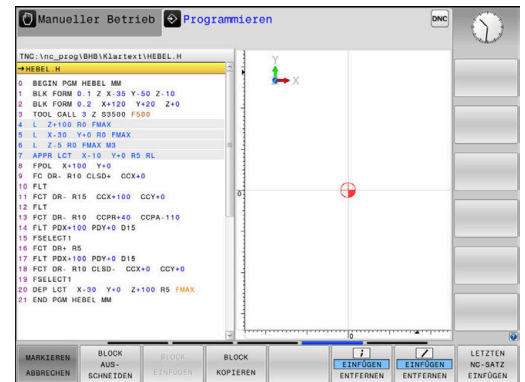 Manueller Betrieb
Programmieren
DNC
TNC:\nc_prog\BHB\Klartext\HEBEL.H
→HEBEL.H
0 BEGIN PGM HEBEL MM
1 BLK FORM 0.1 Z X-35 Y-50 Z-10
2 BLK FORM 0.2 X+120 Y+20 Z+0
3 TOOL CALL 3 Z S3500 F500
4 L Z+100 R0 FMAX
5 L X-30 Y+0 R0 FMAX
6 L Z-5 R0 FMAX M3
7 APPR LCT X-10 Y+0 R5 RL
8 FPOL X+100 Y+0
9 FC DR- R10 CLSD+ CCX+0
10 FLT
11 FCT DR- R15 CCX+100 CCY+0
12 FLT
13 FCT DR- R10 CCPR+40 CCPA-110
14 FLT PDX+100 PDY+0 D15
15 FSELECT1
16 FCT DR+ R5
17 FLT PDX+100 PDY+0 D15
18 FCT DR- R10 CLSD- CCX+0 CCY+0
19 FSELECT1
20 DEP LCT X-30 Y+0 Z+100 R5 FMAX
21 END PGM HEBEL MM
Y
X
0
0
MARKIEREN
ABBRECHEN
BLOCK
AUS-
SCHNEIDEN
BLOCK
EINFÜGEN
BLOCK
KOPIEREN
EINFÜGEN
ENTFERNEN
EINFÜGEN
ENTFERNEN
LETZTEN
NC-SATZ
EINFÜGEN